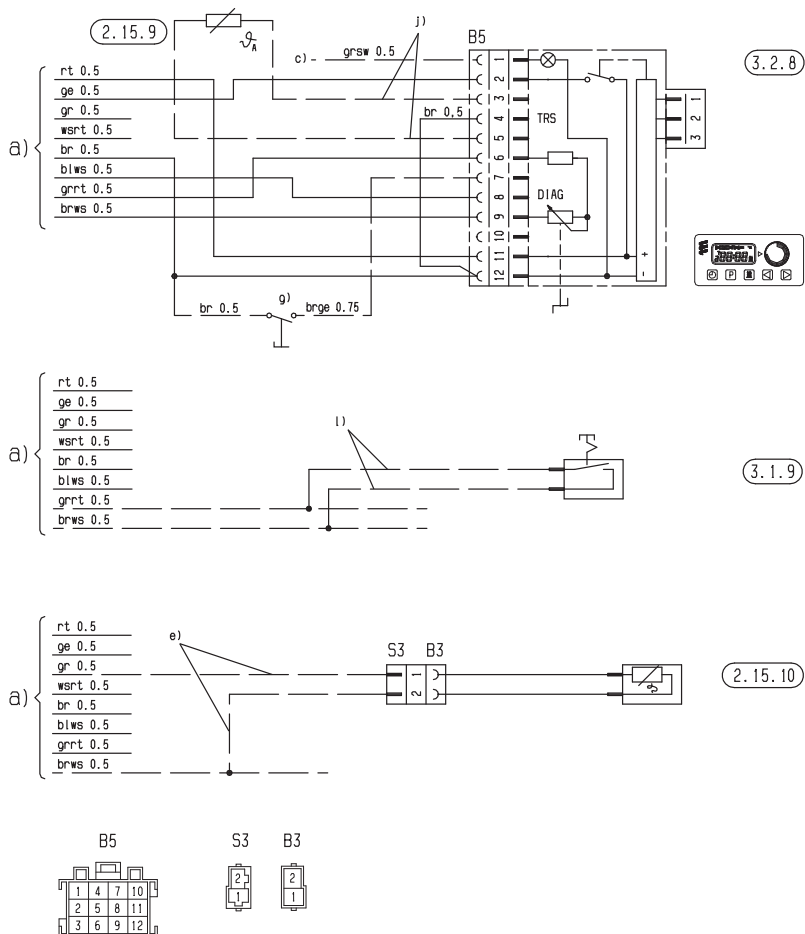 2.15.9
ϑA
j)
c)
grsw 0.5
B5
3.2.8
a)
rt 0.5
ge 0.5
gr 0.5
wsrt 0.5
br 0.5
blws 0.5
grrt 0.5
brws 0.5
br 0.5
1
2
3
4
5
6
7
8
9
10
11
12
TRS
DIAG
+
-
1
2
3
P
br 0.5
g)
brge 0.75
a)
rt 0.5
ge 0.5
gr 0.5
wsrt 0.5
br 0.5
blws 0.5
grrt 0.5
brws 0.5
l)
3.1.9
a)
rt 0.5
ge 0.5
gr 0.5
wsrt 0.5
br 0.5
blws 0.5
grrt 0.5
brws 0.5
e)
S3 B3
1
2
ϑ
2.15.10
B5 S3 B3
1 4 7 10
2 5 8 11
3 6 9 12
2
1
2
1